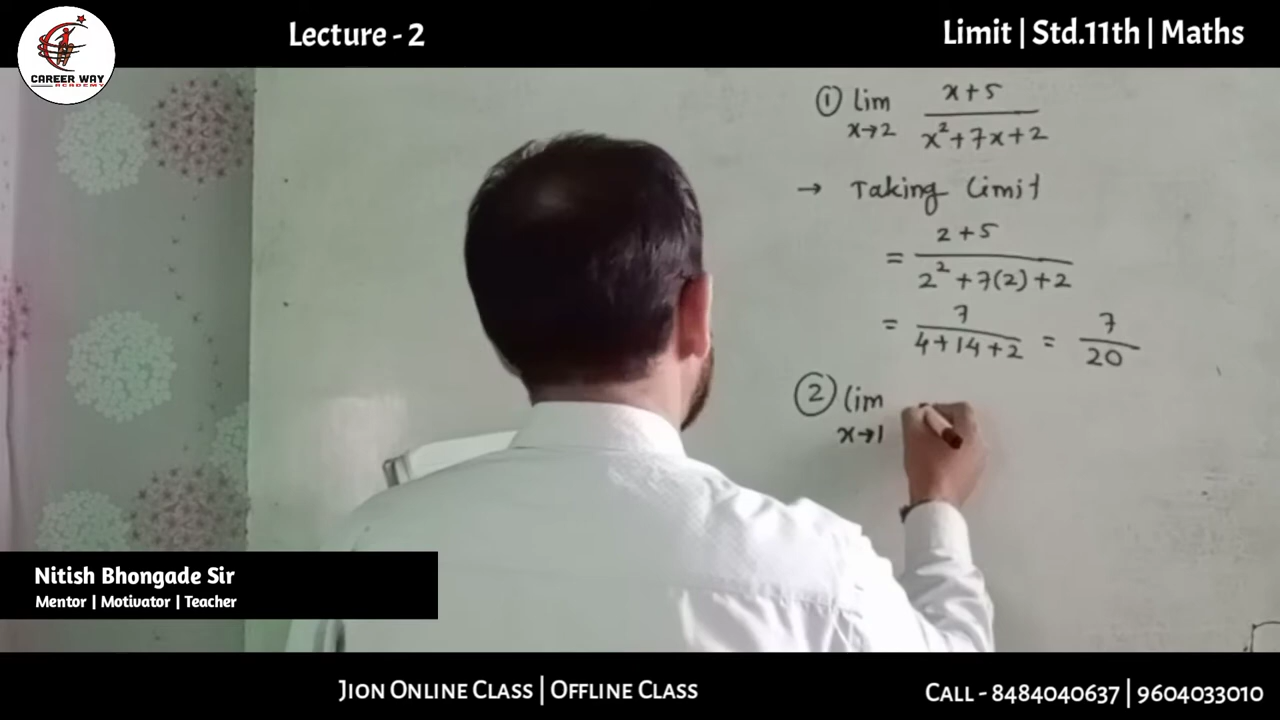 CAREER WAY
ACADEMY
Lecture - 2
Limit | Std.11th | Maths
① lim x→2 x+5 / x²+7x+2
→ Taking Limit
= 2+5 / 2²+7(2)+2
= 7 / 4+14+2 = 7 / 20
② lim x→1
Nitish Bhongade Sir
Mentor | Motivator | Teacher
Jion Online Class | Offline Class
Call - 8484040637 | 9604033010